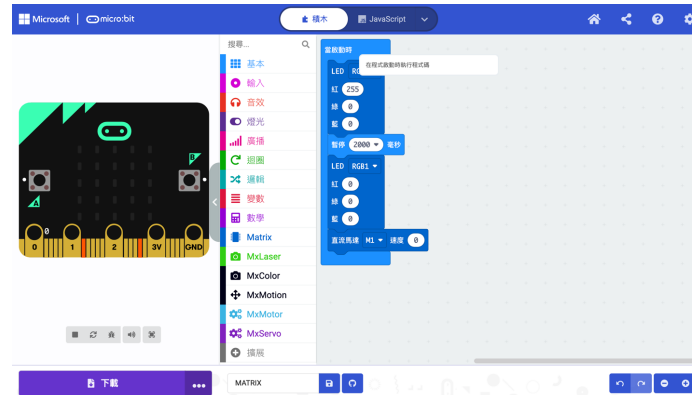 Microsoft micro:bit 積木 JavaScript
搜尋...
基本
輸入
音效
燈光
廣播
迴圈
邏輯
變數
數學
Matrix
MxLaser
MxColor
MxMotion
MxMotor
MxServo
擴展
當啟動時
在程式啟動時執行程式碼
LED
紅 255
綠 0
藍 0
暫停 2000 毫秒
LED RGB1
紅 0
綠 0
藍 0
直流馬達 M1 速度 0
A
B
0
0 1 2 3V GND
下載
MATRIX